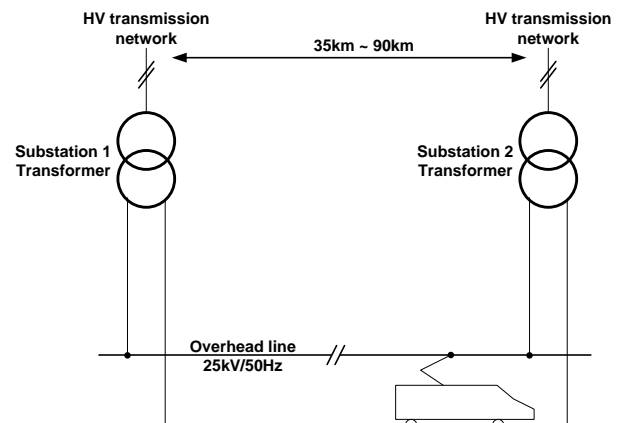 HV transmission
network
35km ~ 90km
HV transmission
network
Substation 1
Transformer
Substation 2
Transformer
Overhead line
25kV/50Hz